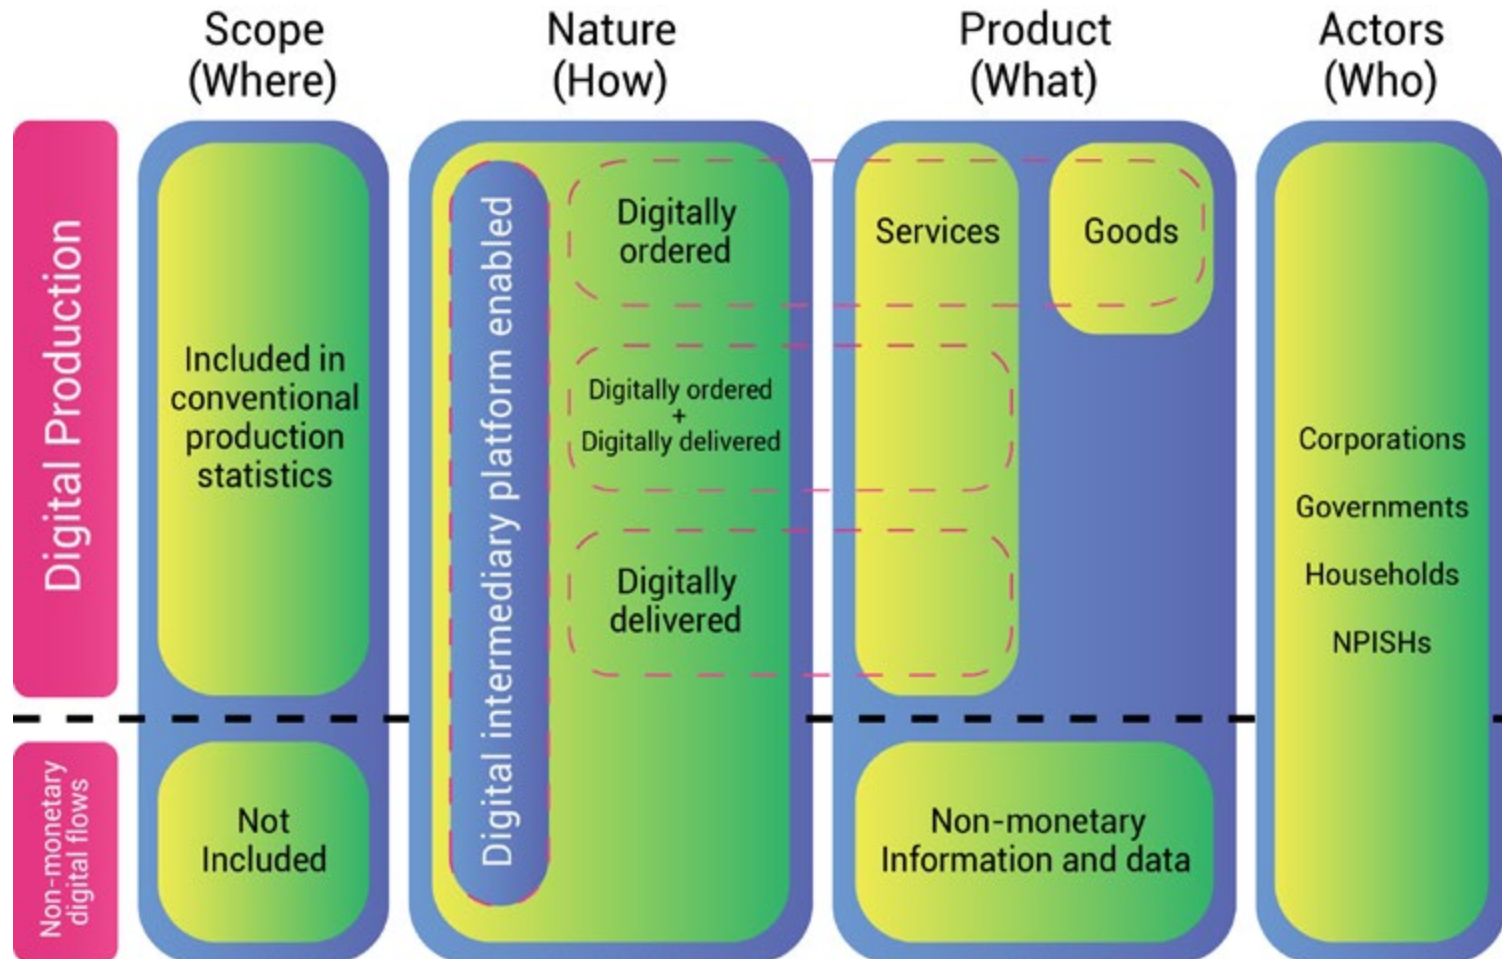 Scope
(Where)
Nature
(How)
Product
(What)
Actors
(Who)
Digital Production
Included in
conventional
production
statistics
Digital intermediary platform enabled
Digitally
ordered
Digitally ordered
+
Digitally delivered
Digitally
delivered
Services
Goods
Corporations
Governments
Households
NPISHs
Non-monetary
digital flows
Not
Included
Non-monetary
Information and data